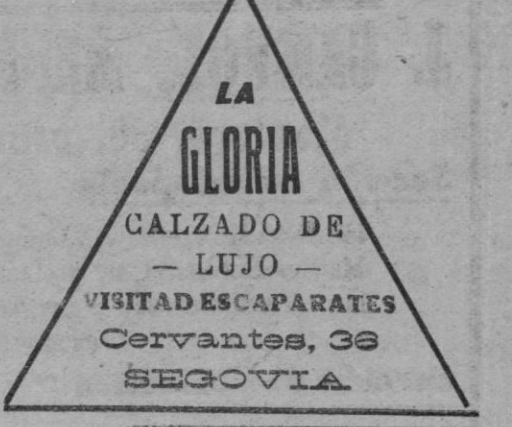 LA
GLORIA
CALZADO DE
— LUJO —
VISITAD ESCAPARATES
Cervantes, 36
SEGOVIA